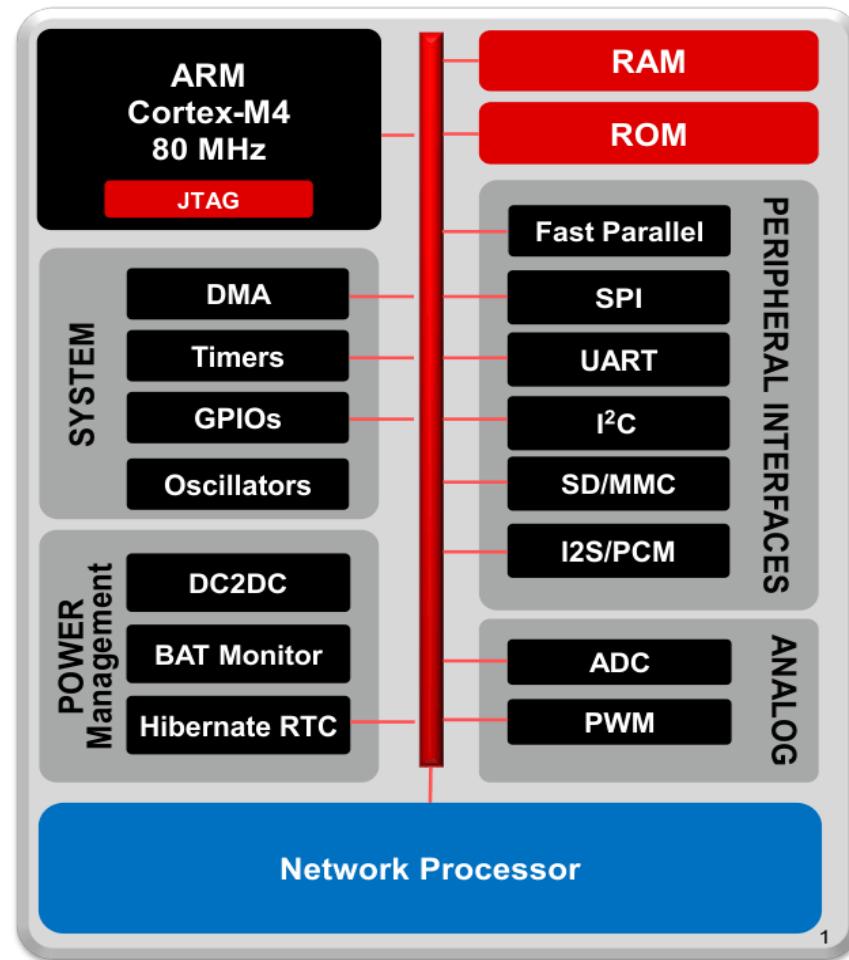 ARM
Cortex-M4
80 MHz
JTAG
RAM
ROM
SYSTEM
DMA
Timers
GPIOs
Oscillators
PERIPHERAL INTERFACES
Fast Parallel
SPI
UART
I²C
SD/MMC
I2S/PCM
POWER
Management
DC2DC
BAT Monitor
Hibernate RTC
ANALOG
ADC
PWM
Network Processor
1